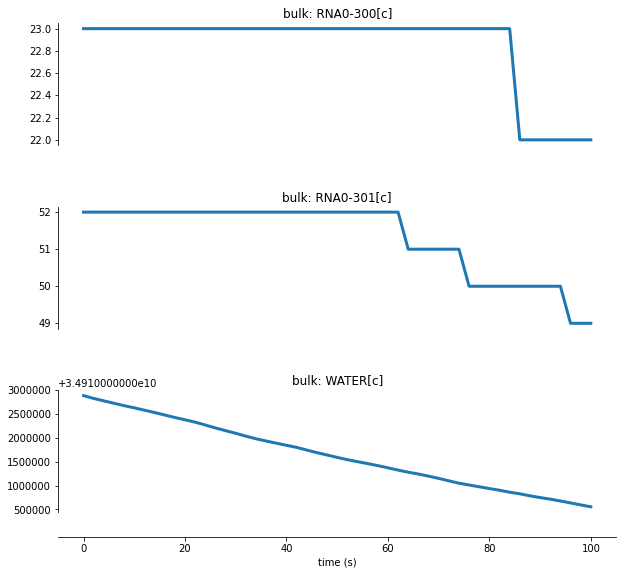 bulk: RNA0-300[c]
23.0
22.8
22.6
22.4
22.2
22.0
bulk: RNA0-301[c]
52
51
50
49
+3.4910000000e10
bulk: WATER[c]
3000000
2500000
2000000
1500000
1000000
500000
0 20 40 60 80 100
time (s)